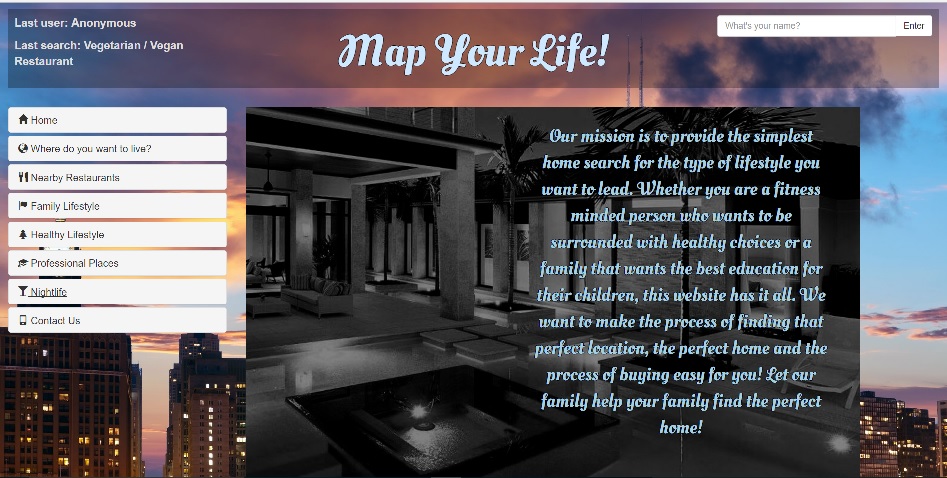 Last user: Anonymous
Last search: Vegetarian / Vegan
Restaurant
Map Your Life!
What's your name?
Enter
Home
Where do you want to live?
Nearby Restaurants
Family Lifestyle
Healthy Lifestyle
Professional Places
Nightlife
Contact Us
Our mission is to provide the simplest
home search for the type of lifestyle you
want to lead. Whether you are a fitness
minded person who wants to be
surrounded with healthy choices or a
family that wants the best education for
their children, this website has it all. We
want to make the process of finding that
perfect location, the perfect home and the
process of buying easy for you! Let our
family help your family find the perfect
home!